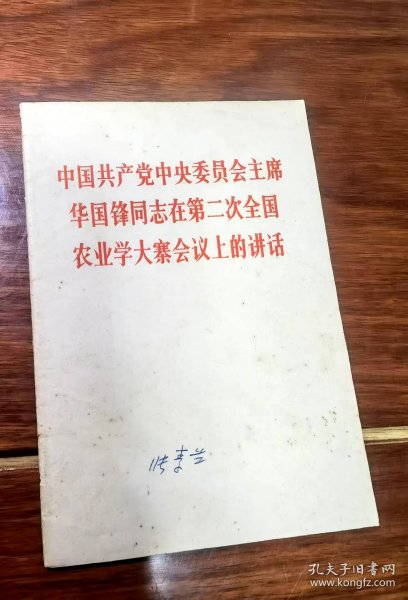 中国共产党中央委员会主席
华国锋同志在第二次全国
农业学大寨会议上的讲话
孔夫子旧书网
www.kongfz.com